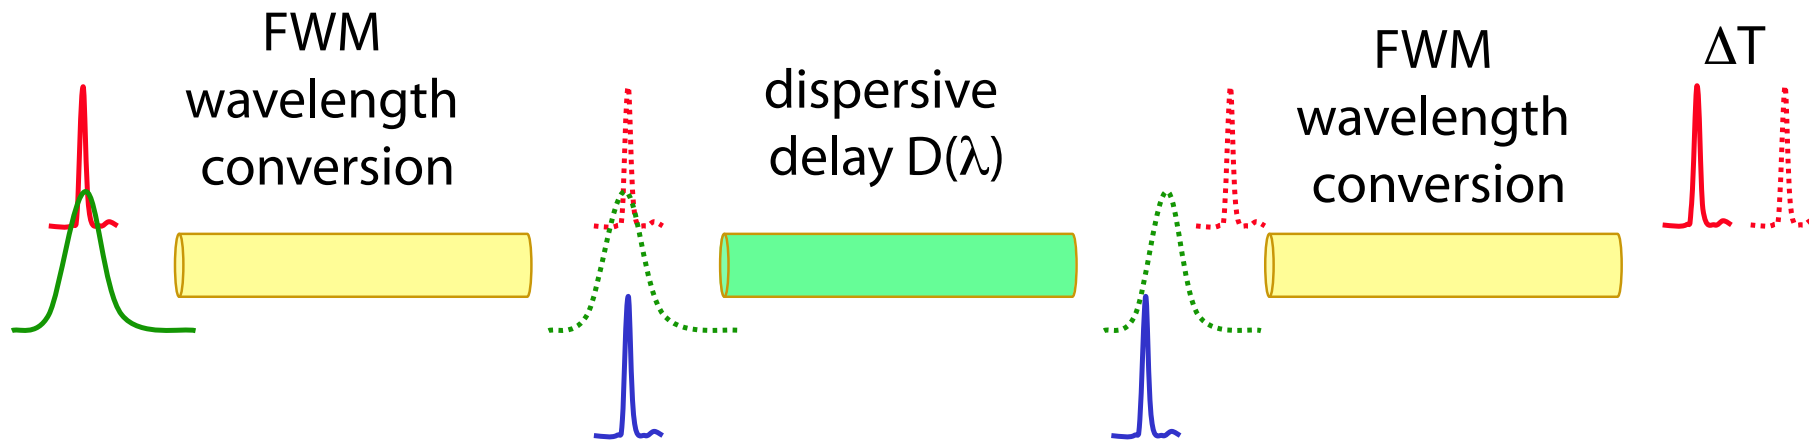 FWM
wavelength
conversion
dispersive
delay D(λ)
FWM
wavelength
conversion
ΔT